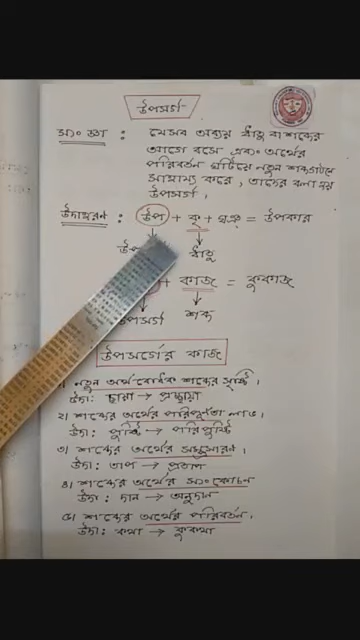 উপসর্গ
সংজ্ঞা : যেসব অব্যয় ধাতু বা শব্দের
আগে বসে এবং অর্থের
পরিবর্তন ঘটিয়ে নতুন শব্দ গঠনে
সাহায্য করে, তাদের বলা হয়
উপসর্গ।
উদাহরণ : উপ + কৃ + ঘঞ্ = উপকার
ধাতু
+ কাজ = কুকাজ
উপসর্গ শব্দ
উপসর্গের কাজ
১) নতুন অর্থবোধক শব্দের সৃষ্টি।
উদা: ছায়া → প্রচ্ছায়া
২) শব্দের অর্থের পরিপূর্ণতা লাভ।
উদা: পুষ্টি → পরিপুষ্টি
৩) শব্দের অর্থের সম্প্রসারণ।
উদা: তাপ → প্রতাপ
৪) শব্দের অর্থের সংকোচন
উদা: দান → অনুদান
৫) শব্দের অর্থের পরিবর্তন।
উদা: কথা → কুকথা